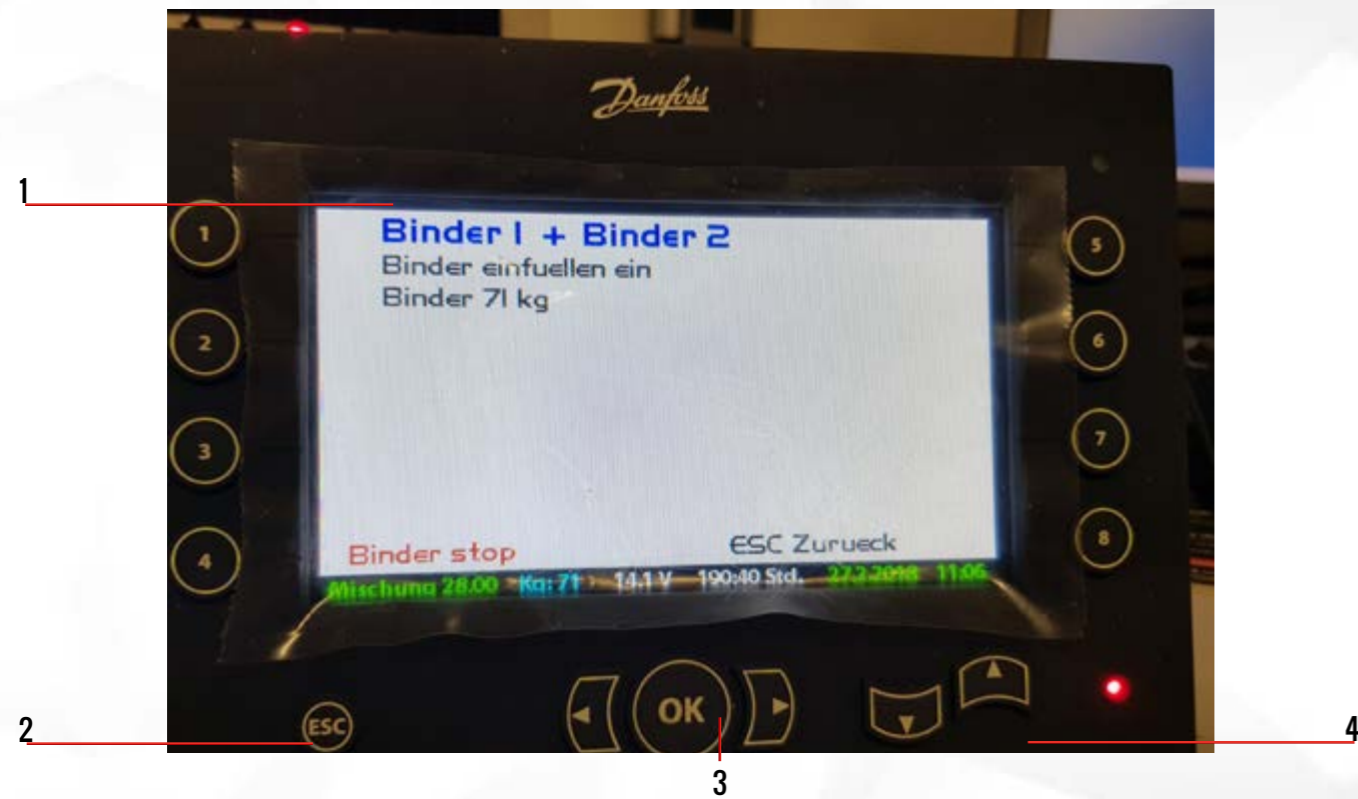 Danfoss
1
1
Binder 1 + Binder 2
5
Binder einfuellen ein
Binder 71 kg
2
6
3
7
Binder stop
ESC Zurueck
4
8
Mischung 28.00 Kg: 71 14.1 V 190:40 Std. 27.2.2018 11:06
2
ESC
OK
4
3